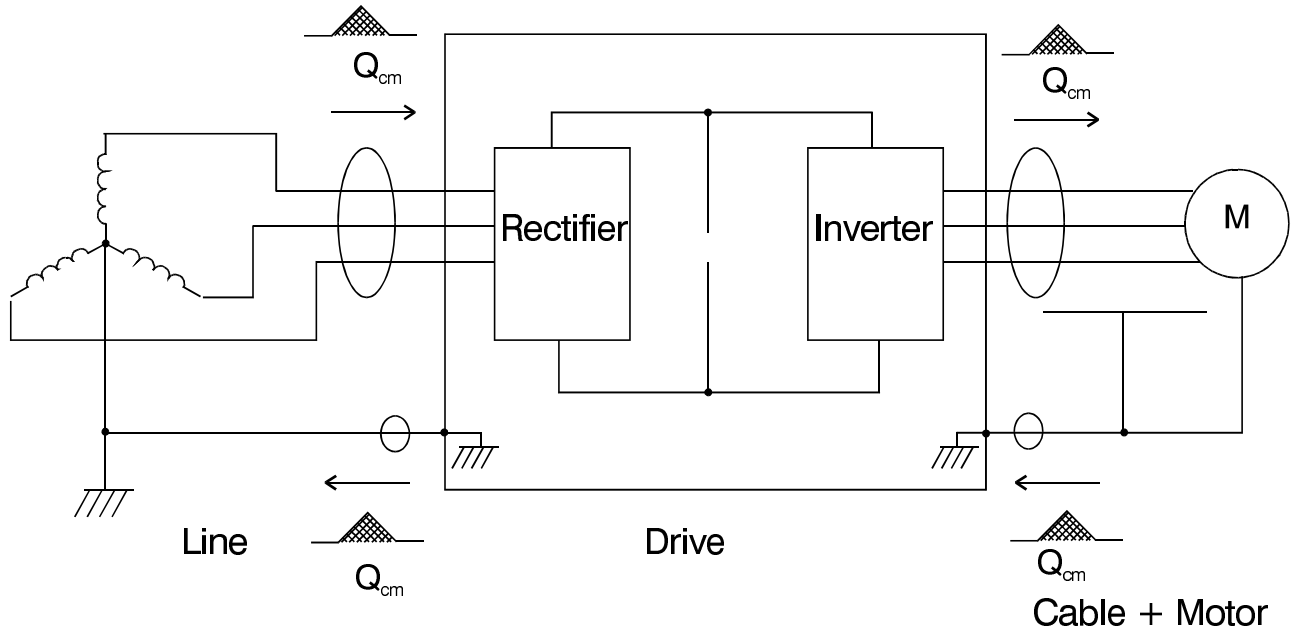 Qcm
Qcm
Rectifier
Inverter
M
Line
Drive
Qcm
Qcm
Cable + Motor